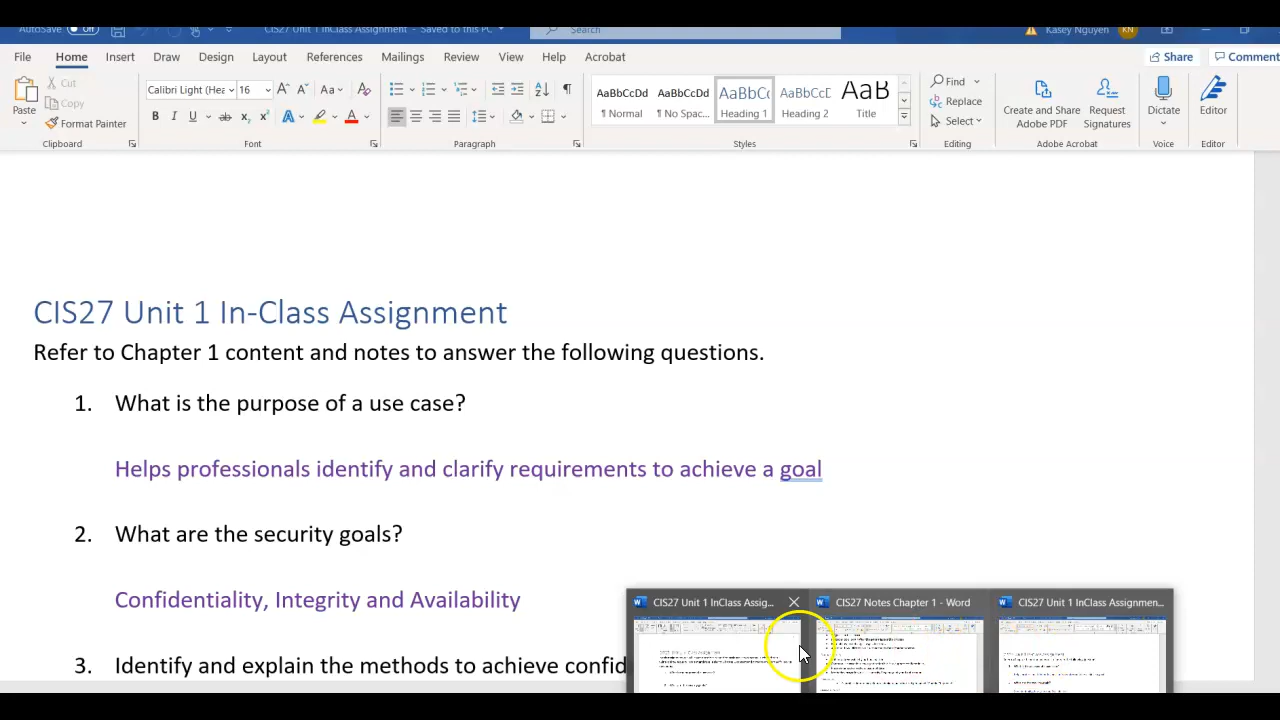 AutoSave Off CIS27 Unit 1 InClass Assignment - Saved to this PC Search Kasey Nguyen KN
File Home Insert Draw Design Layout References Mailings Review View Help Acrobat Share Comment
Paste Cut Copy Format Painter
Calibri Light (Hea 16
AaBbCcDd AaBbCcDd AaBbCc AaBbCcD AaB
Normal No Spac... Heading 1 Heading 2 Title
Find Replace Select
Create and Share Adobe PDF
Request Signatures
Dictate
Editor
Clipboard Font Paragraph Styles Editing Adobe Acrobat Voice Editor
CIS27 Unit 1 In-Class Assignment
Refer to Chapter 1 content and notes to answer the following questions.
1. What is the purpose of a use case?
Helps professionals identify and clarify requirements to achieve a goal
2. What are the security goals?
Confidentiality, Integrity and Availability
CIS27 Unit 1 InClass Assig... CIS27 Notes Chapter 1 - Word CIS27 Unit 1 InClass Assignmen...
3. Identify and explain the methods to achieve confid